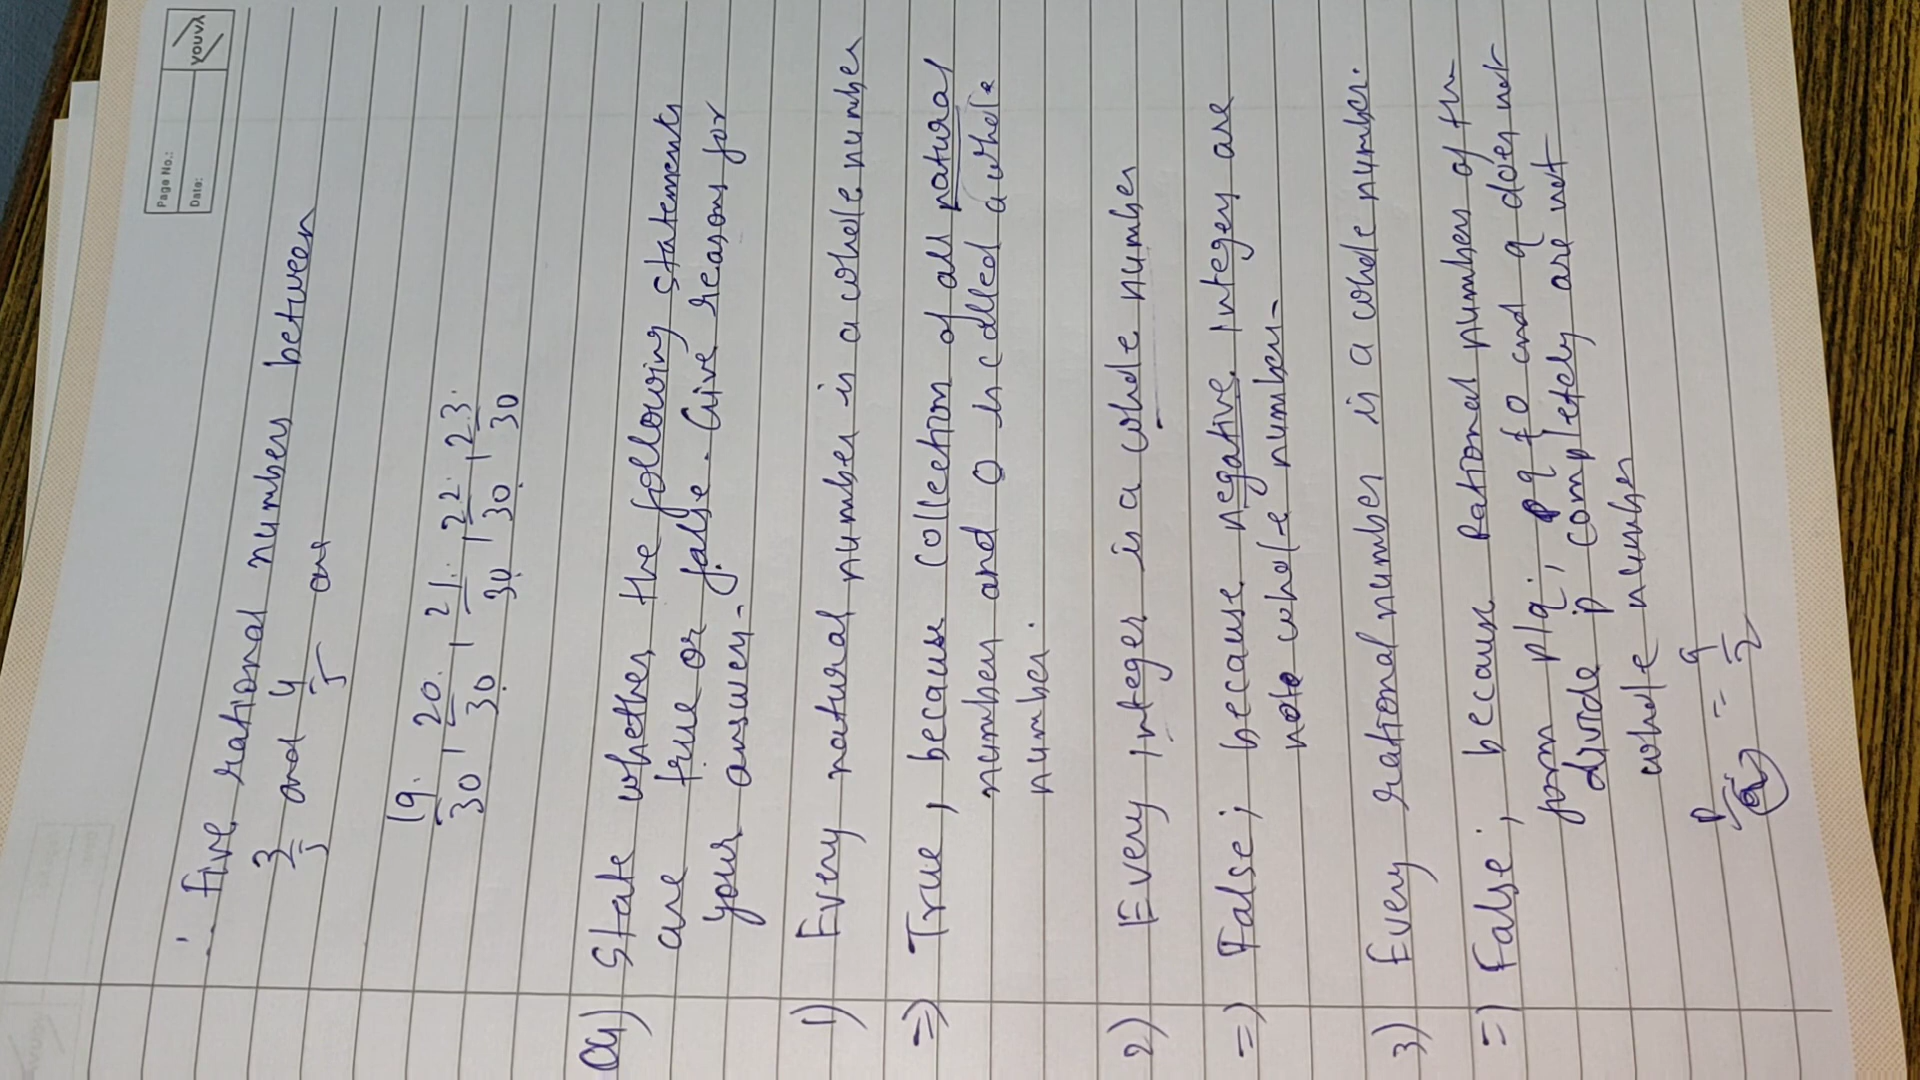 Page No.:
Date:
YOUVA
∴ Five rational numbers between
3/5 and 4/5 are
19/30, 20/30, 21/30, 22/30, 23/30
Q4) State whether the following statements
are true or false. Give reasons for
your answer.
1) Every natural number is a whole number
=) True, because collection of all natural
number and 0 is called a whole
number.
2) Every integer is a whole number
=) False; because negative integers are
not whole number.
3) Every rational number is a whole number.
=) False; because rational numbers of the
form p/q; q ≠ 0 and q does not
divide p completely are not
whole number
p/q = 1/2